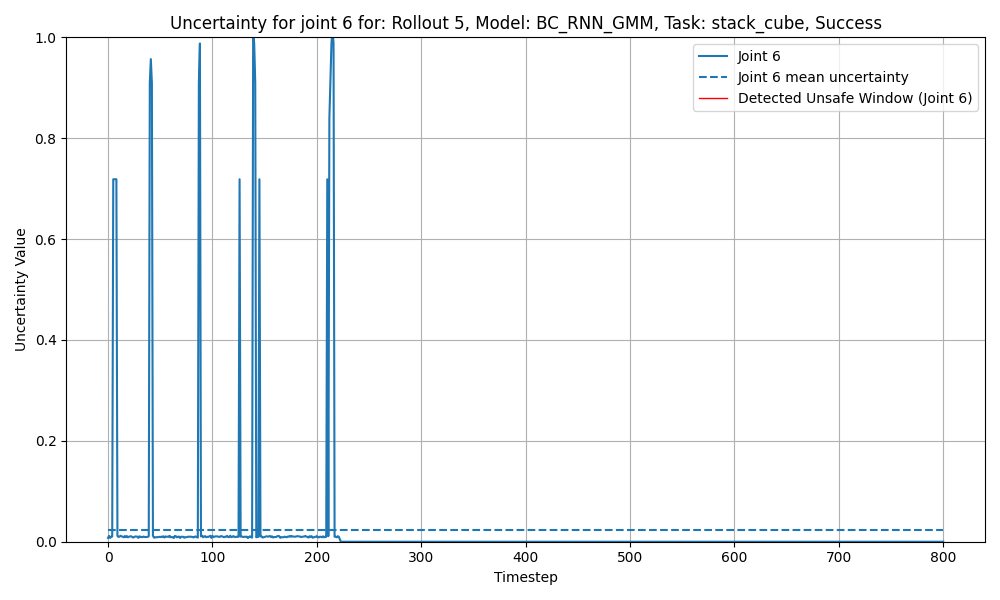 Uncertainty for joint 6 for: Rollout 5, Model: BC_RNN_GMM, Task: stack_cube, Success
Joint 6
Joint 6 mean uncertainty
Detected Unsafe Window (Joint 6)
Uncertainty Value
1.0
0.8
0.6
0.4
0.2
0.0
0 100 200 300 400 500 600 700 800
Timestep